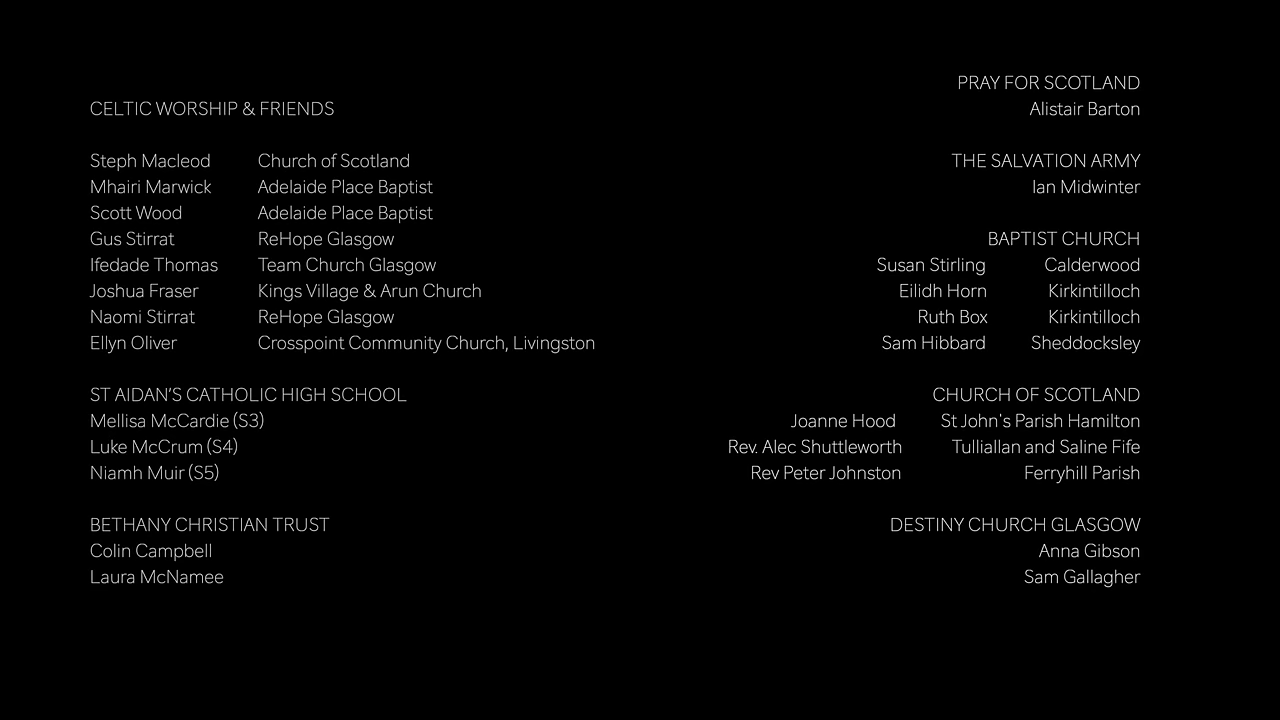 CELTIC WORSHIP & FRIENDS
Steph Macleod Church of Scotland
Mhairi Marwick Adelaide Place Baptist
Scott Wood Adelaide Place Baptist
Gus Stirrat ReHope Glasgow
Ifedade Thomas Team Church Glasgow
Joshua Fraser Kings Village & Arun Church
Naomi Stirrat ReHope Glasgow
Ellyn Oliver Crosspoint Community Church, Livingston
ST AIDAN’S CATHOLIC HIGH SCHOOL
Mellisa McCardie (S3)
Luke McCrum (S4)
Niamh Muir (S5)
BETHANY CHRISTIAN TRUST
Colin Campbell
Laura McNamee
PRAY FOR SCOTLAND
Alistair Barton
THE SALVATION ARMY
Ian Midwinter
BAPTIST CHURCH
Susan Stirling Calderwood
Eilidh Horn Kirkintilloch
Ruth Box Kirkintilloch
Sam Hibbard Sheddocksley
CHURCH OF SCOTLAND
Joanne Hood St John's Parish Hamilton
Rev. Alec Shuttleworth Tulliallan and Saline Fife
Rev Peter Johnston Ferryhill Parish
DESTINY CHURCH GLASGOW
Anna Gibson
Sam Gallagher